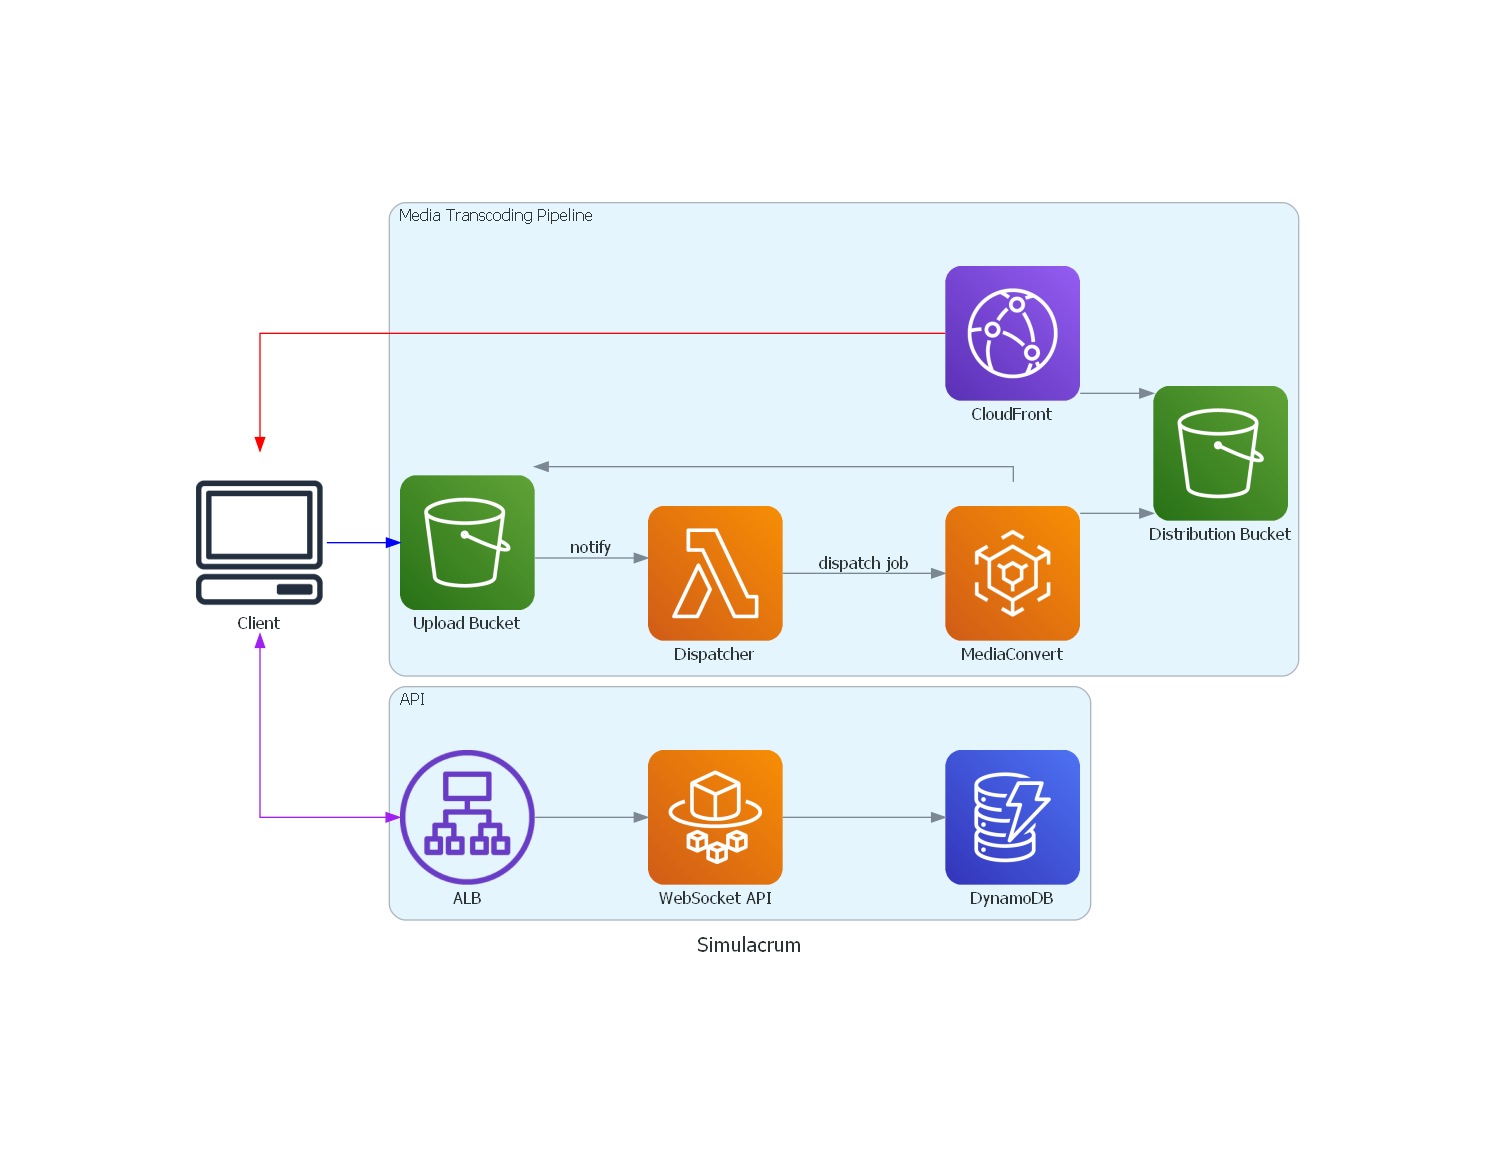 Media Transcoding Pipeline
CloudFront
Distribution Bucket
notify
dispatch job
Client
Upload Bucket
Dispatcher
MediaConvert
API
ALB
WebSocket API
DynamoDB
Simulacrum